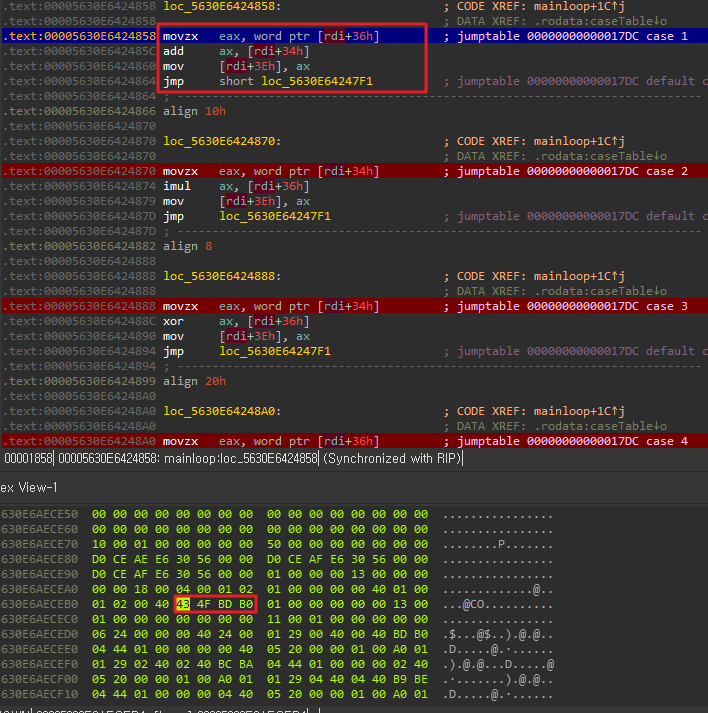 .text:00005630E6424858 loc_5630E6424858: ; CODE XREF: mainloop+1C↑j
.text:00005630E6424858 ; DATA XREF: .rodata:caseTable↓o
.text:00005630E6424858 movzx eax, word ptr [rdi+36h] ; jumptable 00000000000017DC case 1
.text:00005630E642485C add ax, [rdi+34h]
.text:00005630E6424860 mov [rdi+3Eh], ax
.text:00005630E6424864 jmp short loc_5630E64247F1 ; jumptable 00000000000017DC default c
.text:00005630E6424864 ; ---------------------------------------------------------------------------
.text:00005630E6424866 align 10h
.text:00005630E6424870
.text:00005630E6424870 loc_5630E6424870: ; CODE XREF: mainloop+1C↑j
.text:00005630E6424870 ; DATA XREF: .rodata:caseTable↓o
.text:00005630E6424870 movzx eax, word ptr [rdi+34h] ; jumptable 00000000000017DC case 2
.text:00005630E6424874 imul ax, [rdi+36h]
.text:00005630E6424879 mov [rdi+3Eh], ax
.text:00005630E642487D jmp loc_5630E64247F1 ; jumptable 00000000000017DC default c
.text:00005630E642487D ; ---------------------------------------------------------------------------
.text:00005630E6424882 align 8
.text:00005630E6424888
.text:00005630E6424888 loc_5630E6424888: ; CODE XREF: mainloop+1C↑j
.text:00005630E6424888 ; DATA XREF: .rodata:caseTable↓o
.text:00005630E6424888 movzx eax, word ptr [rdi+34h] ; jumptable 00000000000017DC case 3
.text:00005630E642488C xor ax, [rdi+36h]
.text:00005630E6424890 mov [rdi+3Eh], ax
.text:00005630E6424894 jmp loc_5630E64247F1 ; jumptable 00000000000017DC default c
.text:00005630E6424894 ; ---------------------------------------------------------------------------
.text:00005630E6424899 align 20h
.text:00005630E64248A0
.text:00005630E64248A0 loc_5630E64248A0: ; CODE XREF: mainloop+1C↑j
.text:00005630E64248A0 ; DATA XREF: .rodata:caseTable↓o
.text:00005630E64248A0 movzx eax, word ptr [rdi+36h] ; jumptable 00000000000017DC case 4
00001858 00005630E6424858: mainloop:loc_5630E6424858 (Synchronized with RIP)
ex View-1
5630E6AECE50 00 00 00 00 00 00 00 00 00 00 00 00 00 00 00 00 ................
5630E6AECE60 00 00 00 00 00 00 00 00 00 00 00 00 00 00 00 00 ................
5630E6AECE70 10 00 01 00 00 00 00 00 50 00 00 00 00 00 00 00 ........P.......
5630E6AECE80 D0 CE AE E6 30 56 00 00 D0 CE AF E6 30 56 00 00
5630E6AECE90 D0 CE AF E6 30 56 00 00 01 00 00 00 13 00 00 00
5630E6AECEA0 00 00 18 00 04 00 01 02 01 00 00 00 00 00 40 01 00
5630E6AECEB0 01 02 00 40 43 4F BD B0 01 00 00 00 00 00 13 00 ...@CO..........
5630E6AECEC0 01 00 00 00 00 00 00 00 11 00 01 00 00 00 00 00 ................
5630E6AECED0 06 24 00 00 00 40 24 00 01 29 00 40 00 40 BD B0 .$...@$..).@.@..
5630E6AECEE0 04 44 01 00 00 00 00 40 05 20 00 00 01 00 A0 01
5630E6AECEF0 01 29 02 40 02 40 BC BA 04 44 01 00 00 00 02 40 .).@.@...D.....@
5630E6AECF00 05 20 00 00 01 00 A0 01 01 29 04 40 04 40 B9 BE
5630E6AECF10 04 44 01 00 00 00 04 40 05 20 00 00 01 00 A0 01